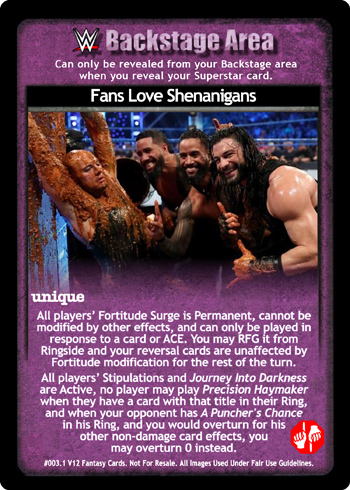 W Backstage Area
Can only be revealed from your Backstage area
when you reveal your Superstar card.
Fans Love Shenanigans
unique
All players' Fortitude Surge is Permanent, cannot be
modified by other effects, and can only be played in
response to a card or ACE. You may RFG it from
Ringside and your reversal cards are unaffected by
Fortitude modification for the rest of the turn.
All players' Stipulations and Journey Into Darkness
are Active, no player may play Precision Haymaker
when they have a card with that title in their Ring,
and when your opponent has A Puncher's Chance
in his Ring, and you would overturn for his
other non-damage card effects, you
may overturn 0 instead.
#003.1 V12 Fantasy Cards. Not For Resale. All Images Used Under Fair Use Guidelines.